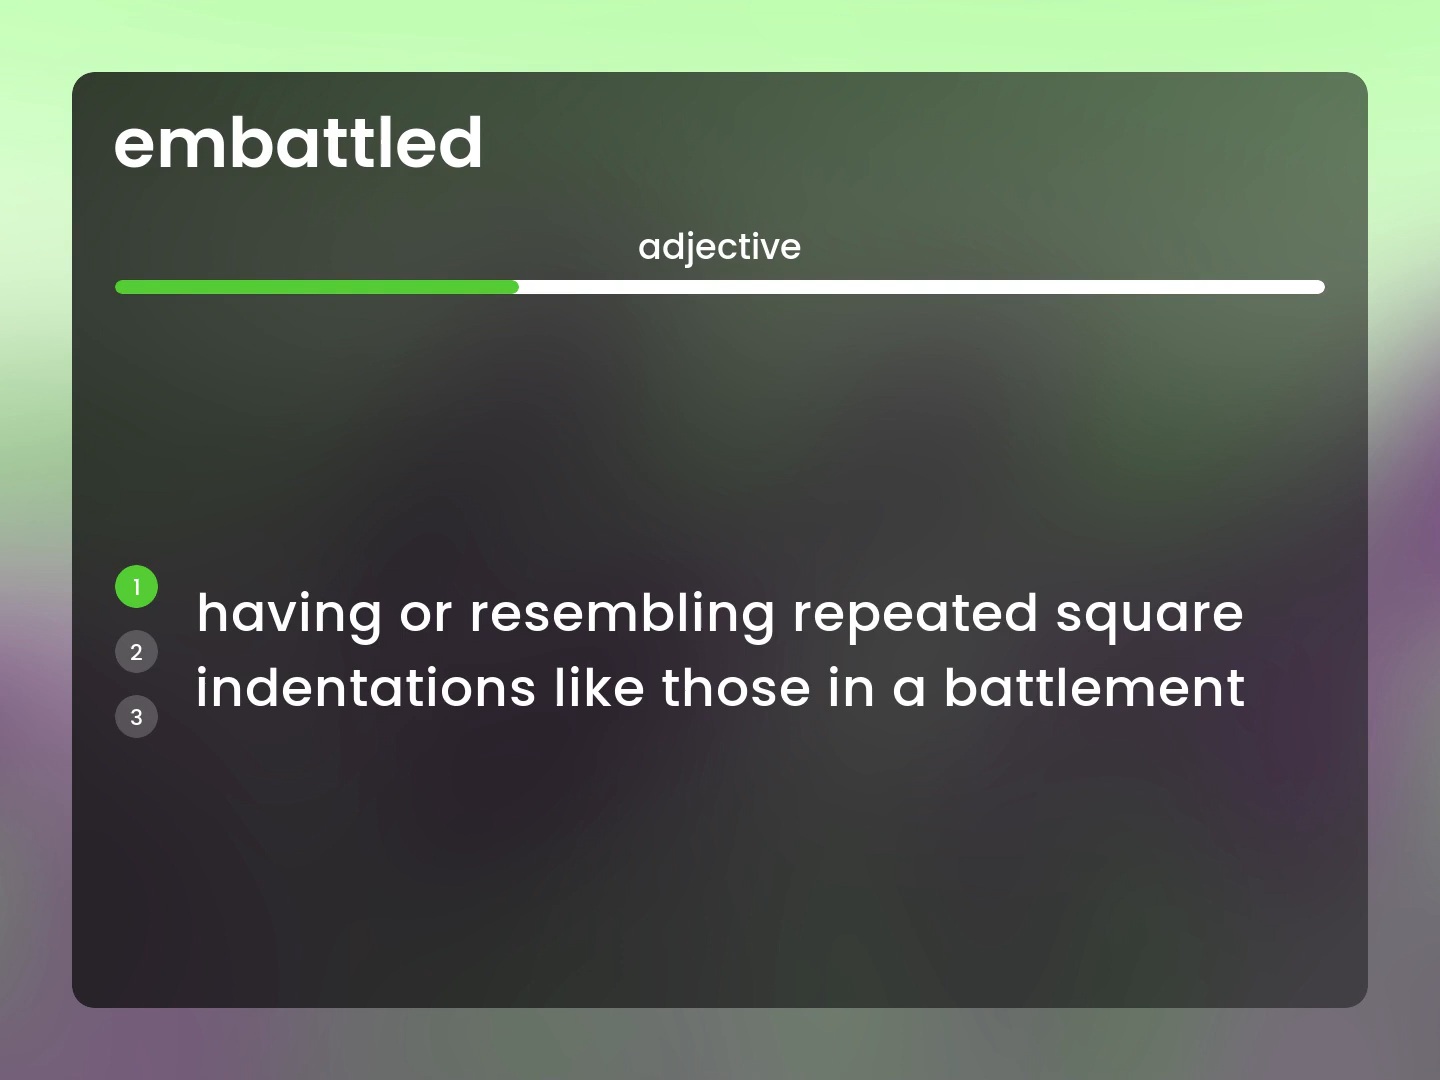 embattled
adjective
1
2
3
having or resembling repeated square
indentations like those in a battlement